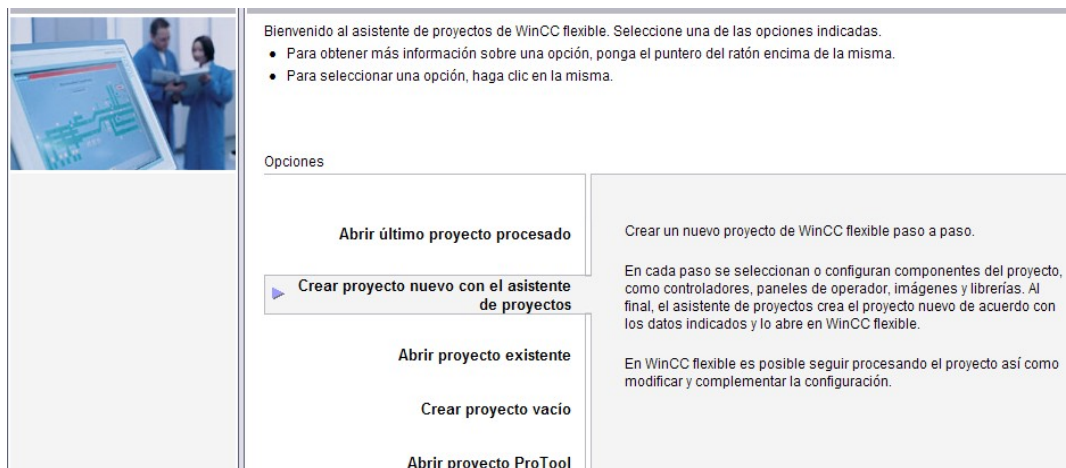 Bienvenido al asistente de proyectos de WinCC flexible. Seleccione una de las opciones indicadas.
• Para obtener más información sobre una opción, ponga el puntero del ratón encima de la misma.
• Para seleccionar una opción, haga clic en la misma.
Opciones
Abrir último proyecto procesado
Crear proyecto nuevo con el asistente
de proyectos
Abrir proyecto existente
Crear proyecto vacío
Abrir proyecto ProTool
Crear un nuevo proyecto de WinCC flexible paso a paso.
En cada paso se seleccionan o configuran componentes del proyecto,
como controladores, paneles de operador, imágenes y librerías. Al
final, el asistente de proyectos crea el proyecto nuevo de acuerdo con
los datos indicados y lo abre en WinCC flexible.
En WinCC flexible es posible seguir procesando el proyecto así como
modificar y complementar la configuración.